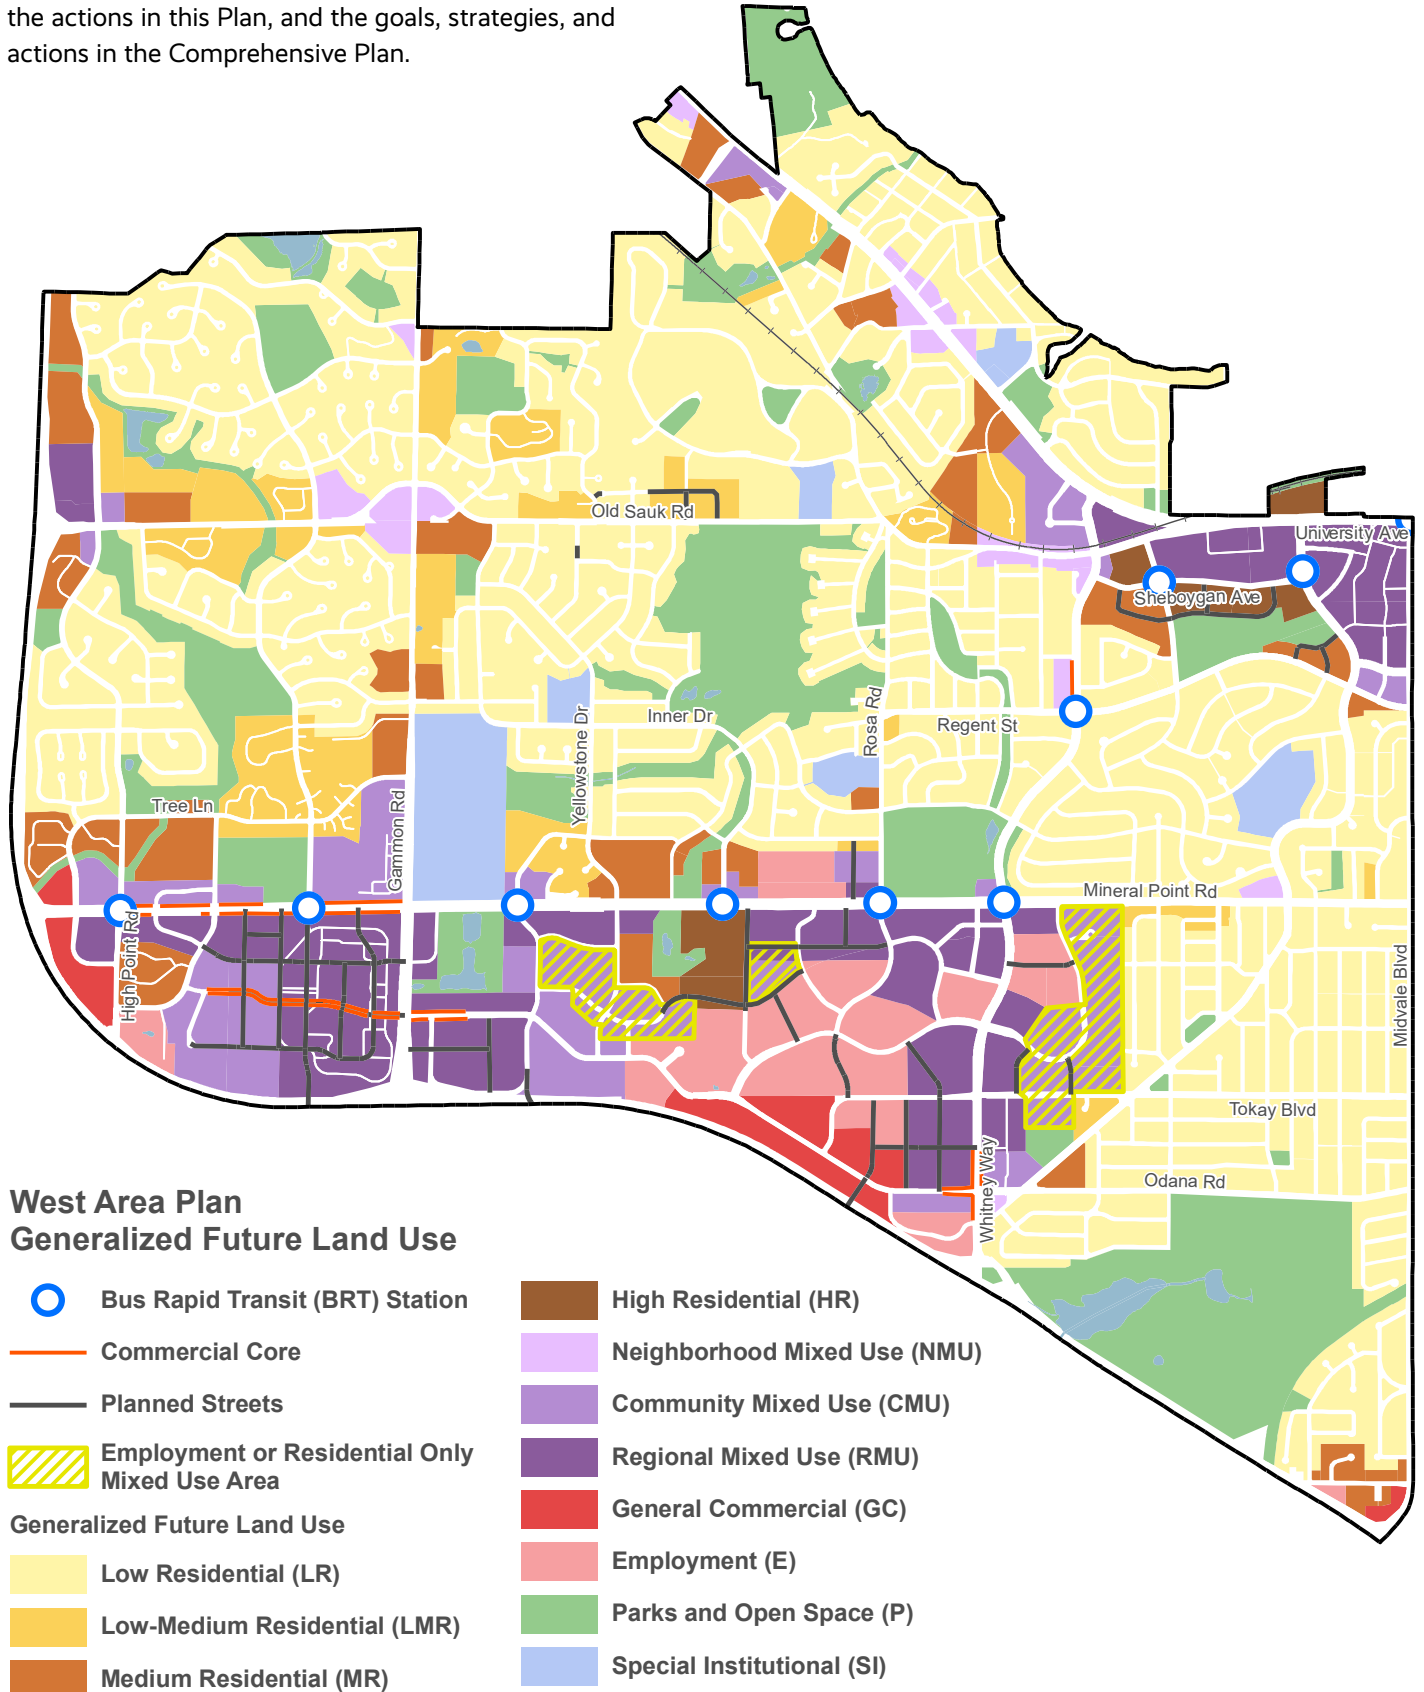 the actions in this Plan, and the goals, strategies, and
actions in the Comprehensive Plan.
Old Sauk Rd
University Ave
Sheboygan Ave
Inner Dr
Regent St
Rosa Rd
Yellowstone Dr
Tree Ln
Gammon Rd
Mineral Point Rd
High Point Rd
Midvale Blvd
Tokay Blvd
Whitney Way
Odana Rd
West Area Plan
Generalized Future Land Use
Bus Rapid Transit (BRT) Station
Commercial Core
Planned Streets
Employment or Residential Only
Mixed Use Area
Generalized Future Land Use
Low Residential (LR)
Low-Medium Residential (LMR)
Medium Residential (MR)
High Residential (HR)
Neighborhood Mixed Use (NMU)
Community Mixed Use (CMU)
Regional Mixed Use (RMU)
General Commercial (GC)
Employment (E)
Parks and Open Space (P)
Special Institutional (SI)